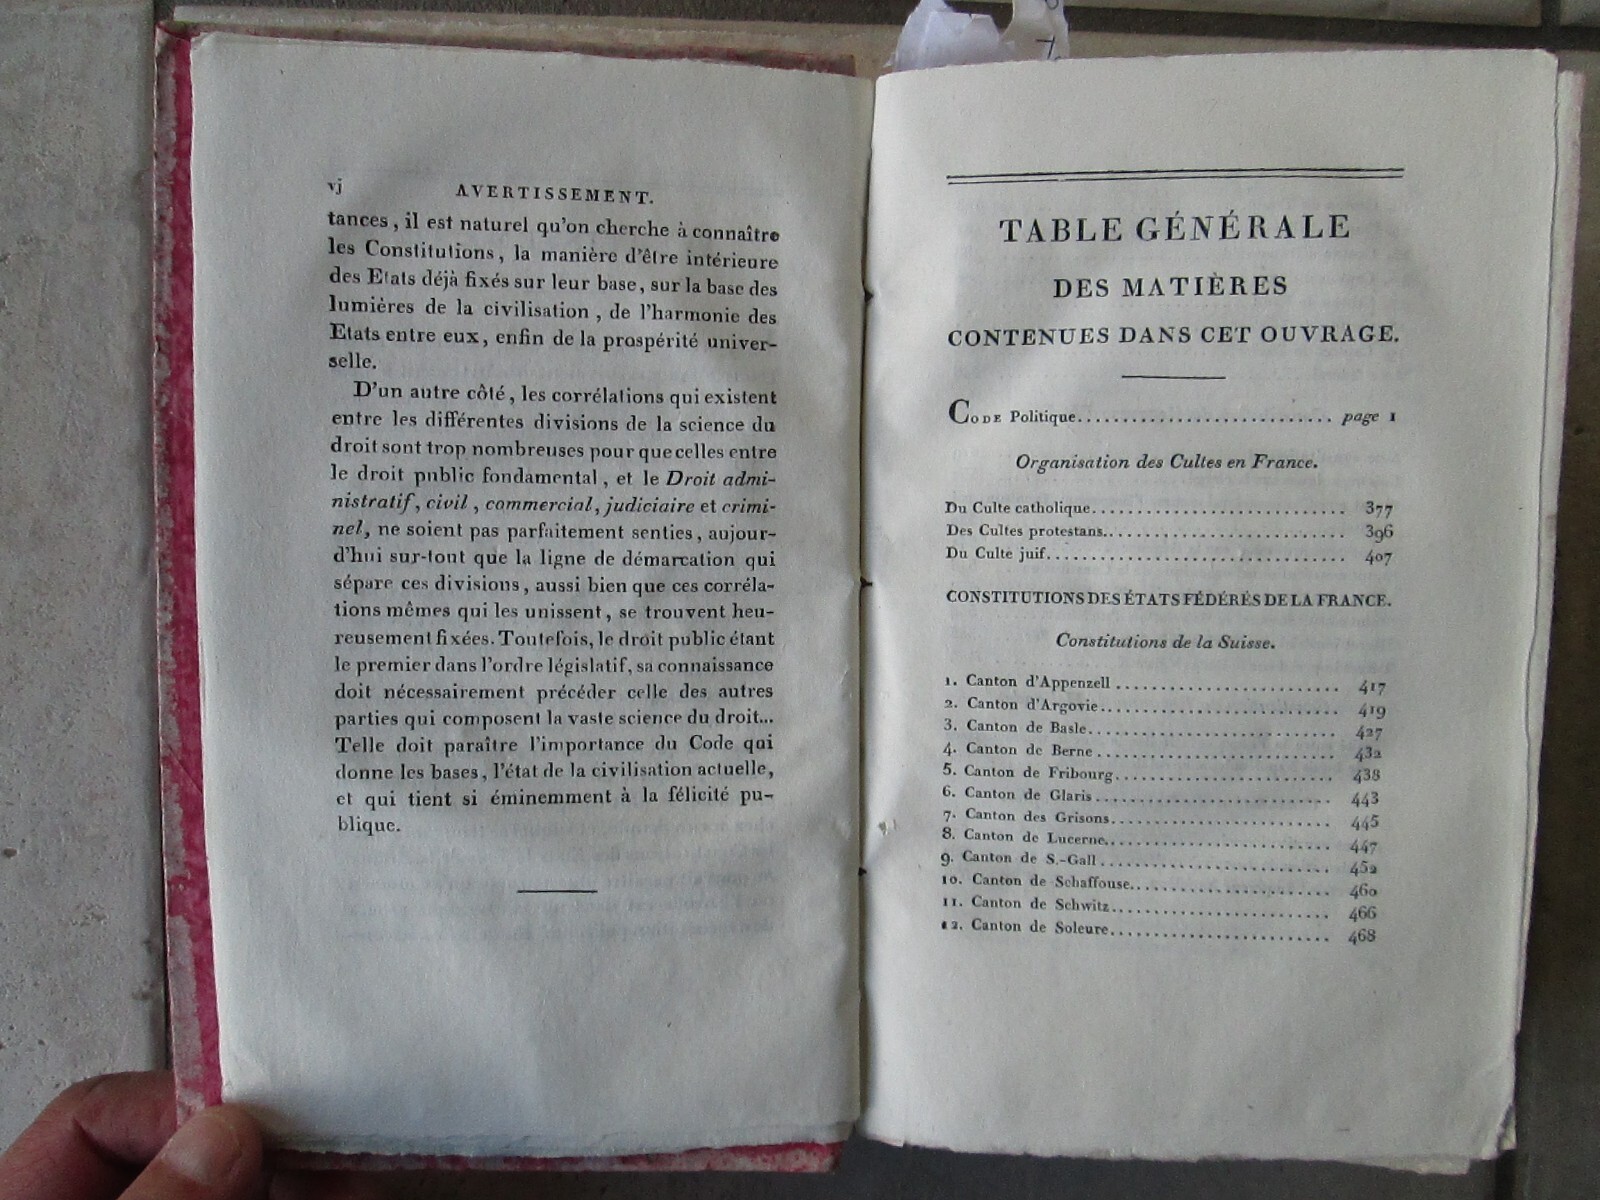 vj AVERTISSEMENT.
tances, il est naturel qu'on cherche à connaître
les Constitutions, la manière d'être intérieure
des Etats déjà fixés sur leur base, sur la base des
lumières de la civilisation, de l'harmonie des
Etats entre eux, enfin de la prospérité univer-
selle.
D'un autre côté, les corrélations qui existent
entre les différentes divisions de la science du
droit sont trop nombreuses pour que celles entre
le droit public fondamental, et le Droit admi-
nistratif, civil, commercial, judiciaire et crimi-
nel, ne soient pas parfaitement senties, aujour-
d'hui sur-tout que la ligne de démarcation qui
sépare ces divisions, aussi bien que ces corréla-
tions mêmes qui les unissent, se trouvent heu-
reusement fixées. Toutefois, le droit public étant
le premier dans l'ordre législatif, sa connaissance
doit nécessairement précéder celle des autres
parties qui composent la vaste science du droit...
Telle doit paraître l'importance du Code qui
donne les bases, l'état de la civilisation actuelle,
et qui tient si éminemment à la félicité pu-
blique.
7
TABLE GÉNÉRALE
DES MATIÈRES
CONTENUES DANS CET OUVRAGE.
CODE Politique........................... page 1
Organisation des Cultes en France.
Du Culte catholique........................... 377
Des Cultes protestans........................... 396
Du Culte juif........................... 407
CONSTITUTIONS DES ÉTATS FÉDÉRÉS DE LA FRANCE.
Constitutions de la Suisse.
1. Canton d'Appenzell ........................ 417
2. Canton d'Argovie........................ 419
3. Canton de Basle........................ 427
4. Canton de Berne ........................ 432
5. Canton de Fribourg........................ 438
6. Canton de Glaris........................ 443
7. Canton des Grisons........................ 445
8. Canton de Lucerne........................ 447
9. Canton de S.-Gall ........................ 452
10. Canton de Schaffouse........................ 460
11. Canton de Schwitz........................ 466
12. Canton de Soleure........................ 468